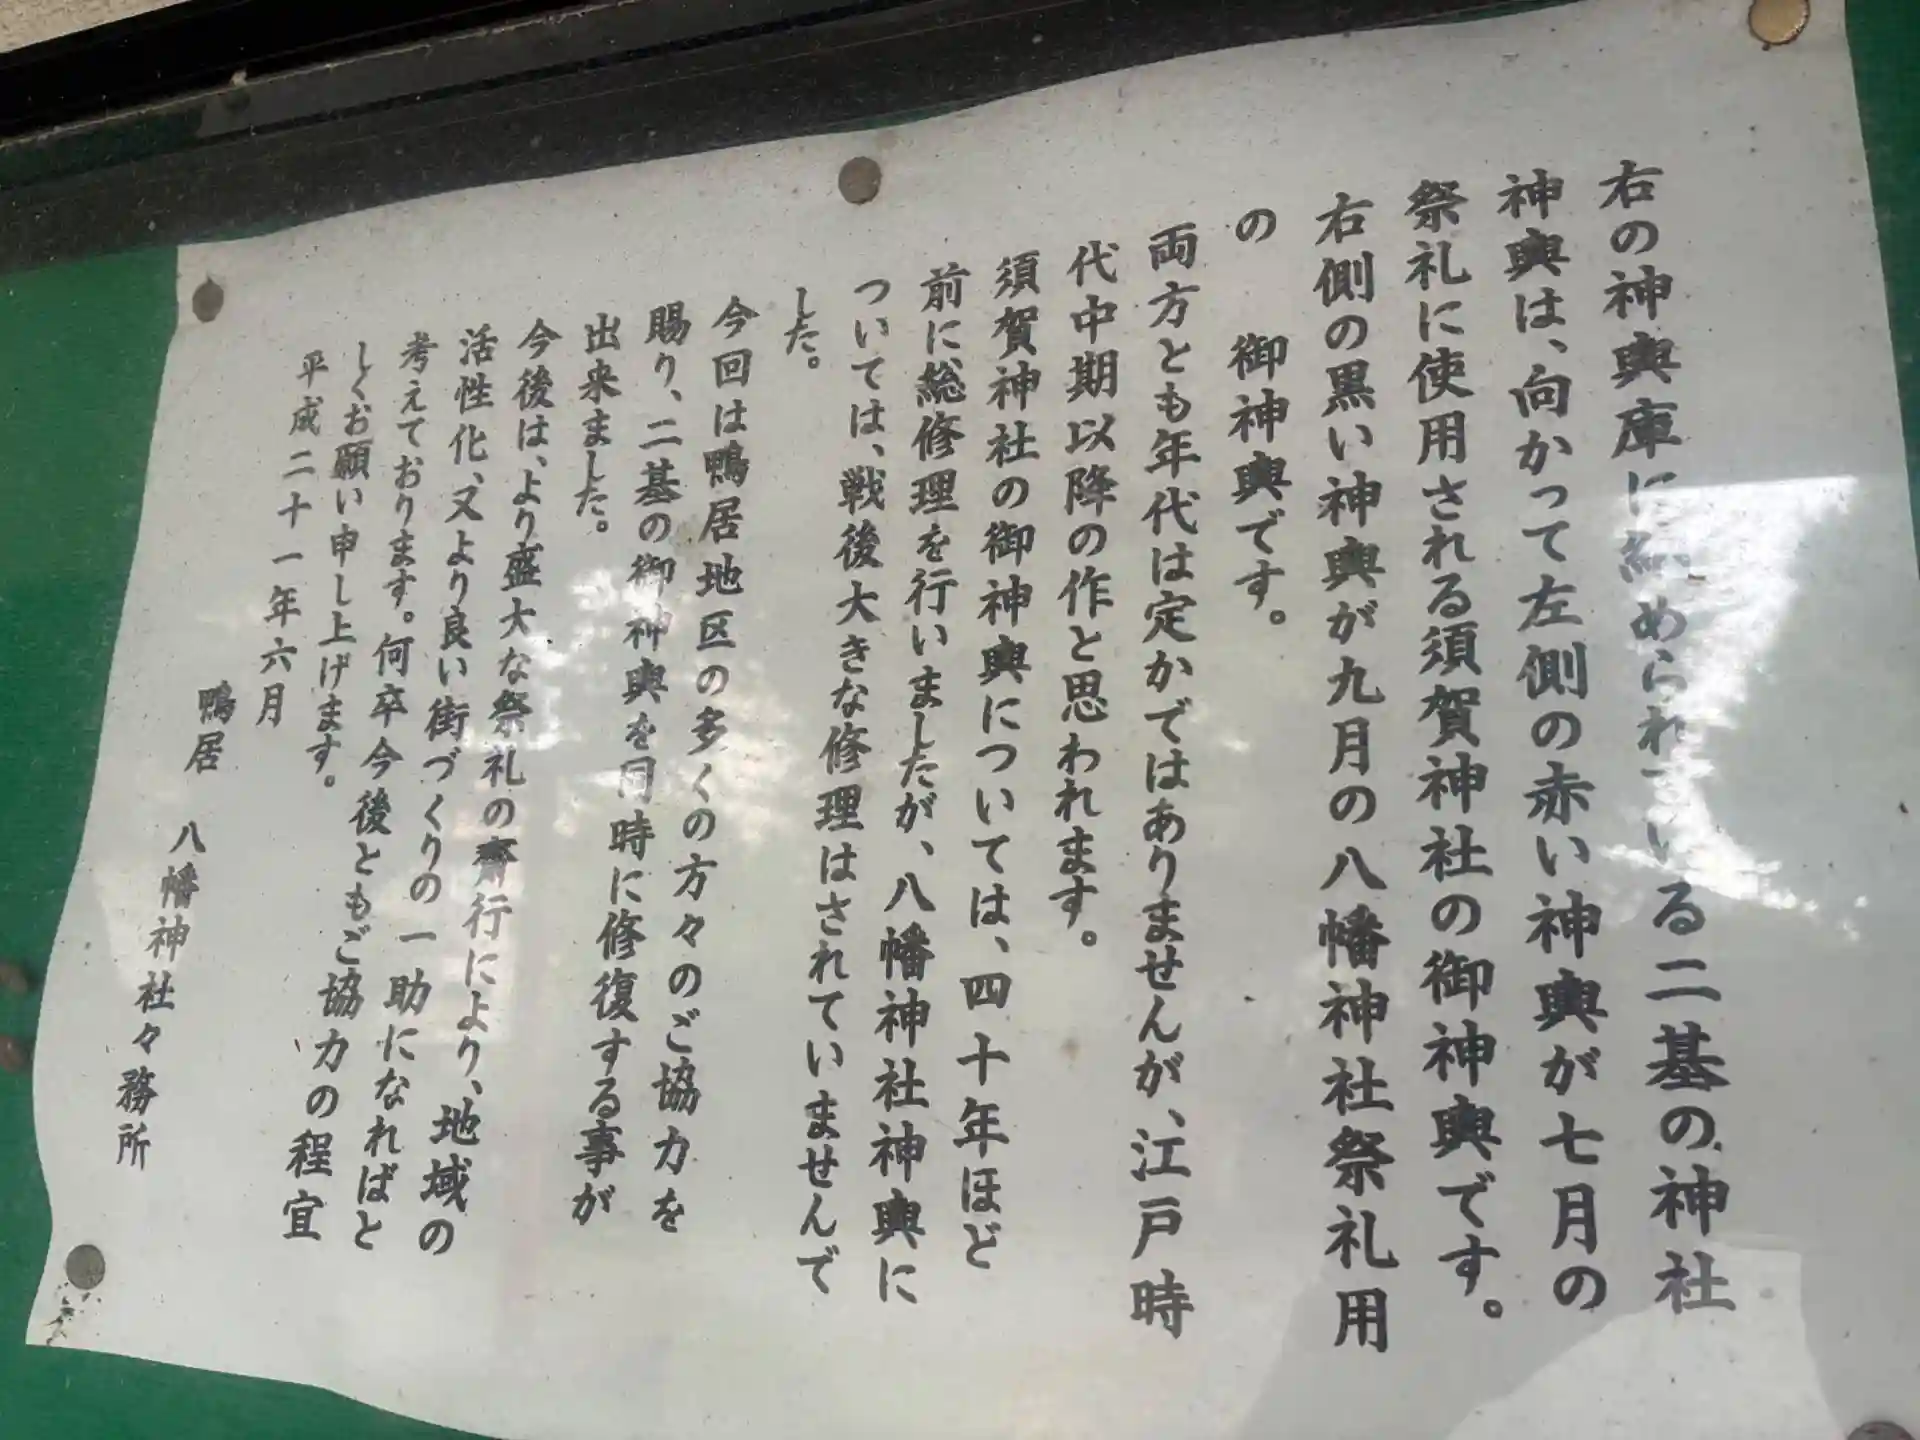 右の神輿庫に納められている二基の神社
神輿は、向かって左側の赤い神輿が七月の
祭礼に使用される須賀神社の御神輿です。
右側の黒い神輿が九月の八幡神社祭礼用
の　御神輿です。
両方とも年代は定かではありませんが、江戸時
代中期以降の作と思われます。
須賀神社の御神輿については、四十年ほど
前に総修理を行いましたが、八幡神社神輿に
ついては、戦後大きな修理はされていませんで
した。
今回は鴨居地区の多くの方々のご協力を
賜り、二基の御神輿を同時に修復する事が
出来ました。
今後は、より盛大な祭礼の齋行により、地域の
活性化、又より良い街づくりの一助になればと
考えております。何卒今後ともご協力の程宜
しくお願い申し上げます。
平成二十一年六月
鴨居　八幡神社々務所